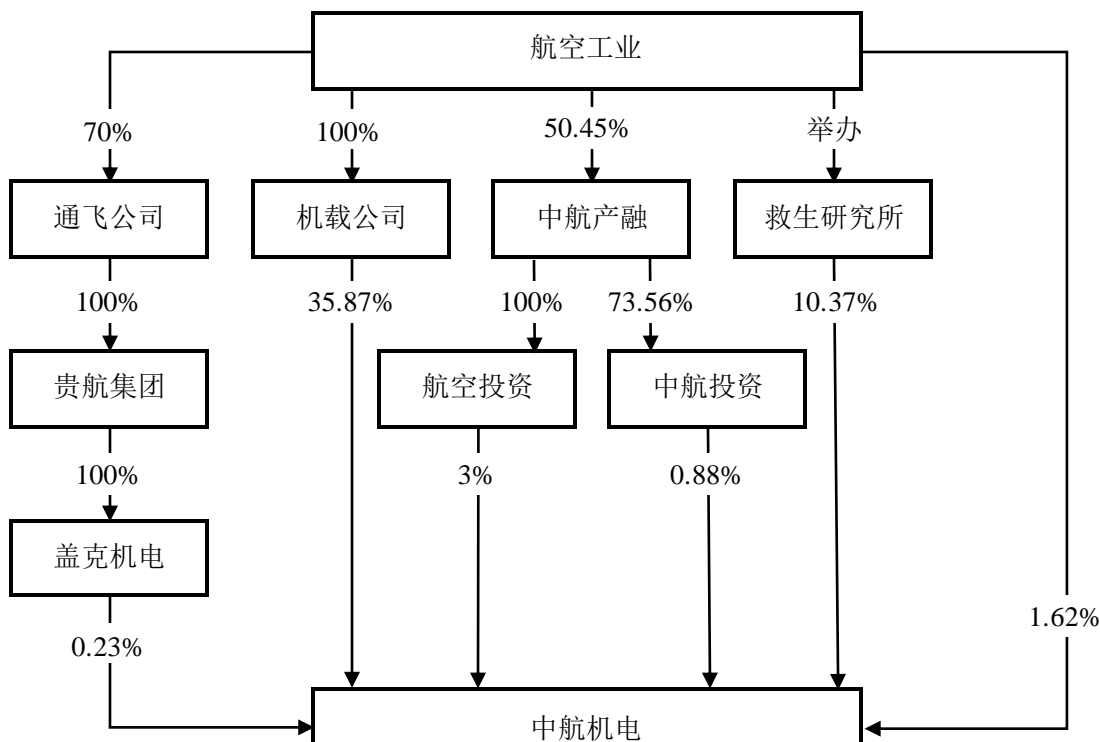 航空工业
70%
100%
50.45%
举办
通飞公司
机载公司
中航产融
救生研究所
100%
35.87%
100%
73.56%
10.37%
贵航集团
航空投资
中航投资
100%
3%
0.88%
盖克机电
1.62%
0.23%
中航机电